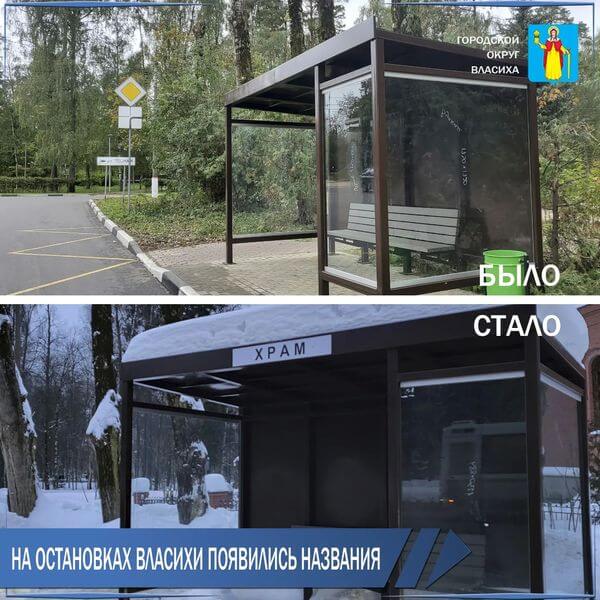 ГОРОДСКОЙ
ОКРУГ
ВЛАСИХА
БЫЛО
СТАЛО
ХРАМ
НА ОСТАНОВКАХ ВЛАСИХИ ПОЯВИЛИСЬ НАЗВАНИЯ